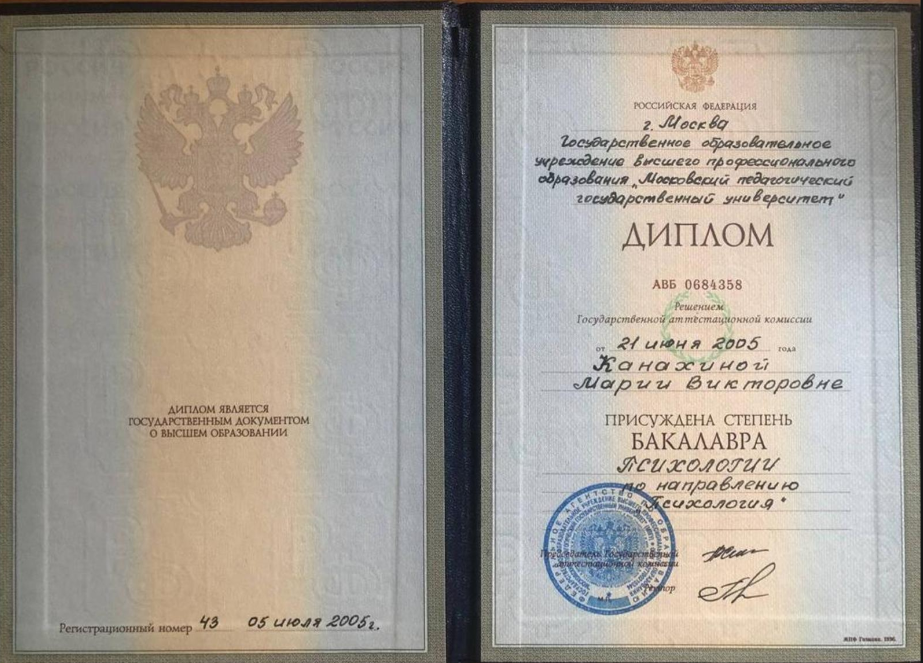 ДИПЛОМ ЯВЛЯЕТСЯ
ГОСУДАРСТВЕННЫМ ДОКУМЕНТОМ
О ВЫСШЕМ ОБРАЗОВАНИИ
Регистрационный номер 43 05 июля 2005г.
РОССИЙСКАЯ ФЕДЕРАЦИЯ
г. Москва
Государственное образовательное
учреждение высшего профессионального
образования „Московский педагогический
государственный университет"
ДИПЛОМ
АВБ 0684358
Решением
Государственной аттестационной комиссии
от 21 июня 2005 года
Канахиной
Марии Викторовне
ПРИСУЖДЕНА СТЕПЕНЬ
БАКАЛАВРА
Психологии
по направлению
„Психология"
Председатель Государственной
аттестационной комиссии
Ректор
М.П.